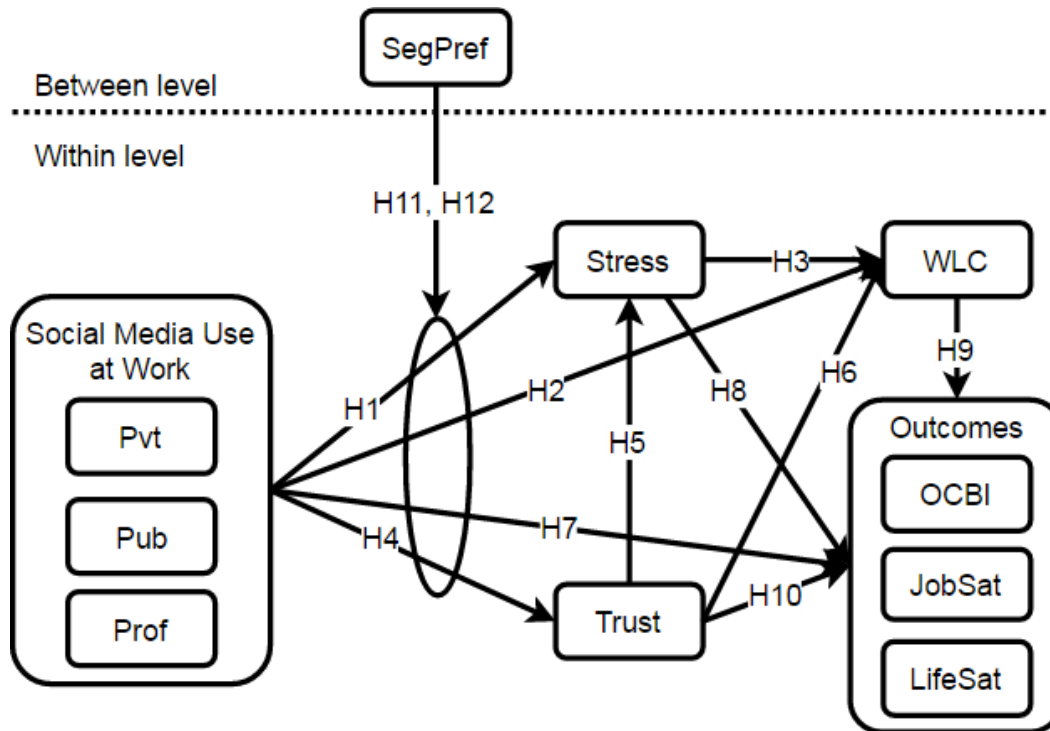 SegPref
Between level
Within level
H11, H12
Stress
H3
WLC
Social Media Use
at Work
H9
H1
H2
H8
H6
Pvt
Outcomes
H5
OCBI
Pub
H4
H7
JobSat
H10
Prof
Trust
LifeSat